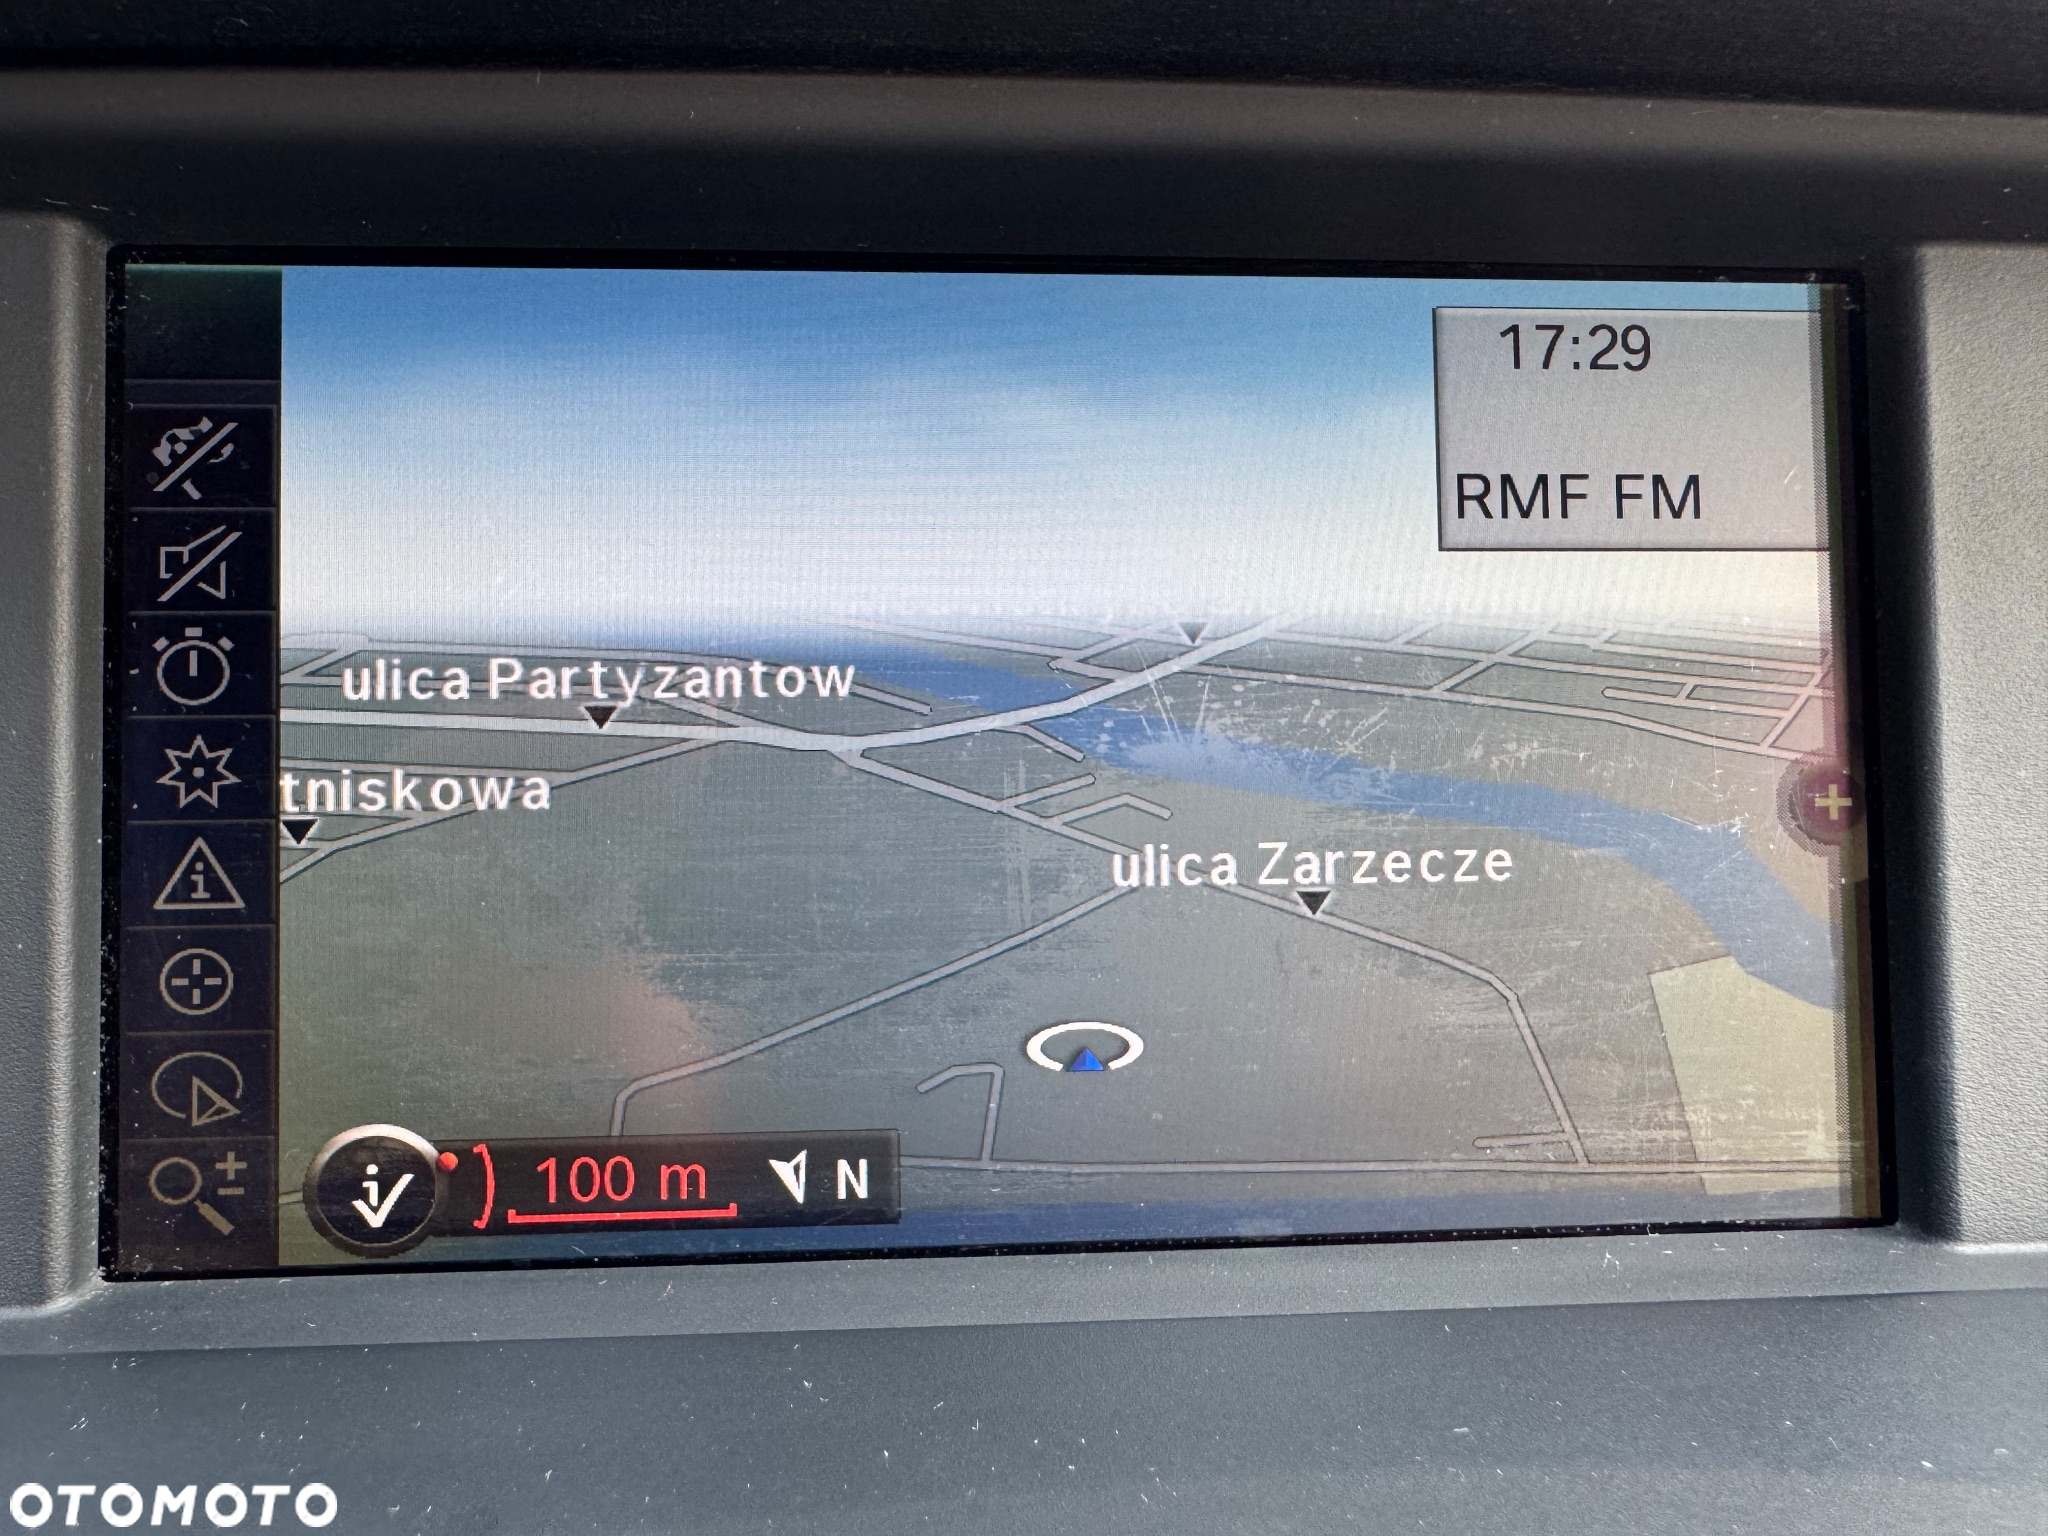 17:29
RMF FM
ulica Partyzantow
tniskowa
ulica Zarzecze
100 m
N
OTOMOTO